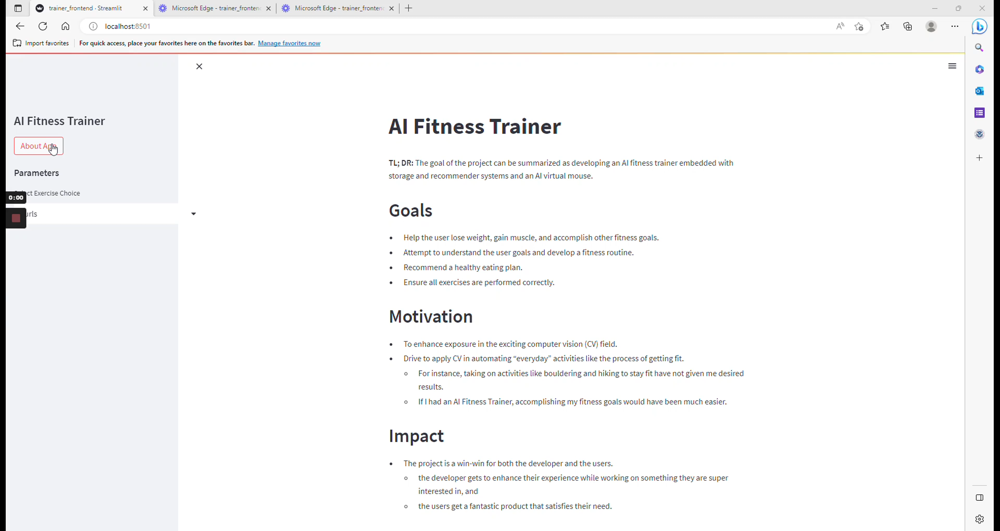 trainer_frontend · Streamlit
Microsoft Edge - trainer_fronten
Microsoft Edge - trainer_fronten
localhost:8501
Import favorites
For quick access, place your favorites here on the favorites bar. Manage favorites now
AI Fitness Trainer
About App
Parameters
ct Exercise Choice
0:00
urls
AI Fitness Trainer
TL; DR: The goal of the project can be summarized as developing an AI fitness trainer embedded with
storage and recommender systems and an AI virtual mouse.
Goals
Help the user lose weight, gain muscle, and accomplish other fitness goals.
Attempt to understand the user goals and develop a fitness routine.
Recommend a healthy eating plan.
Ensure all exercises are performed correctly.
Motivation
To enhance exposure in the exciting computer vision (CV) field.
Drive to apply CV in automating “everyday” activities like the process of getting fit.
For instance, taking on activities like bouldering and hiking to stay fit have not given me desired
results.
If I had an AI Fitness Trainer, accomplishing my fitness goals would have been much easier.
Impact
The project is a win-win for both the developer and the users.
the developer gets to enhance their experience while working on something they are super
interested in, and
the users get a fantastic product that satisfies their need.